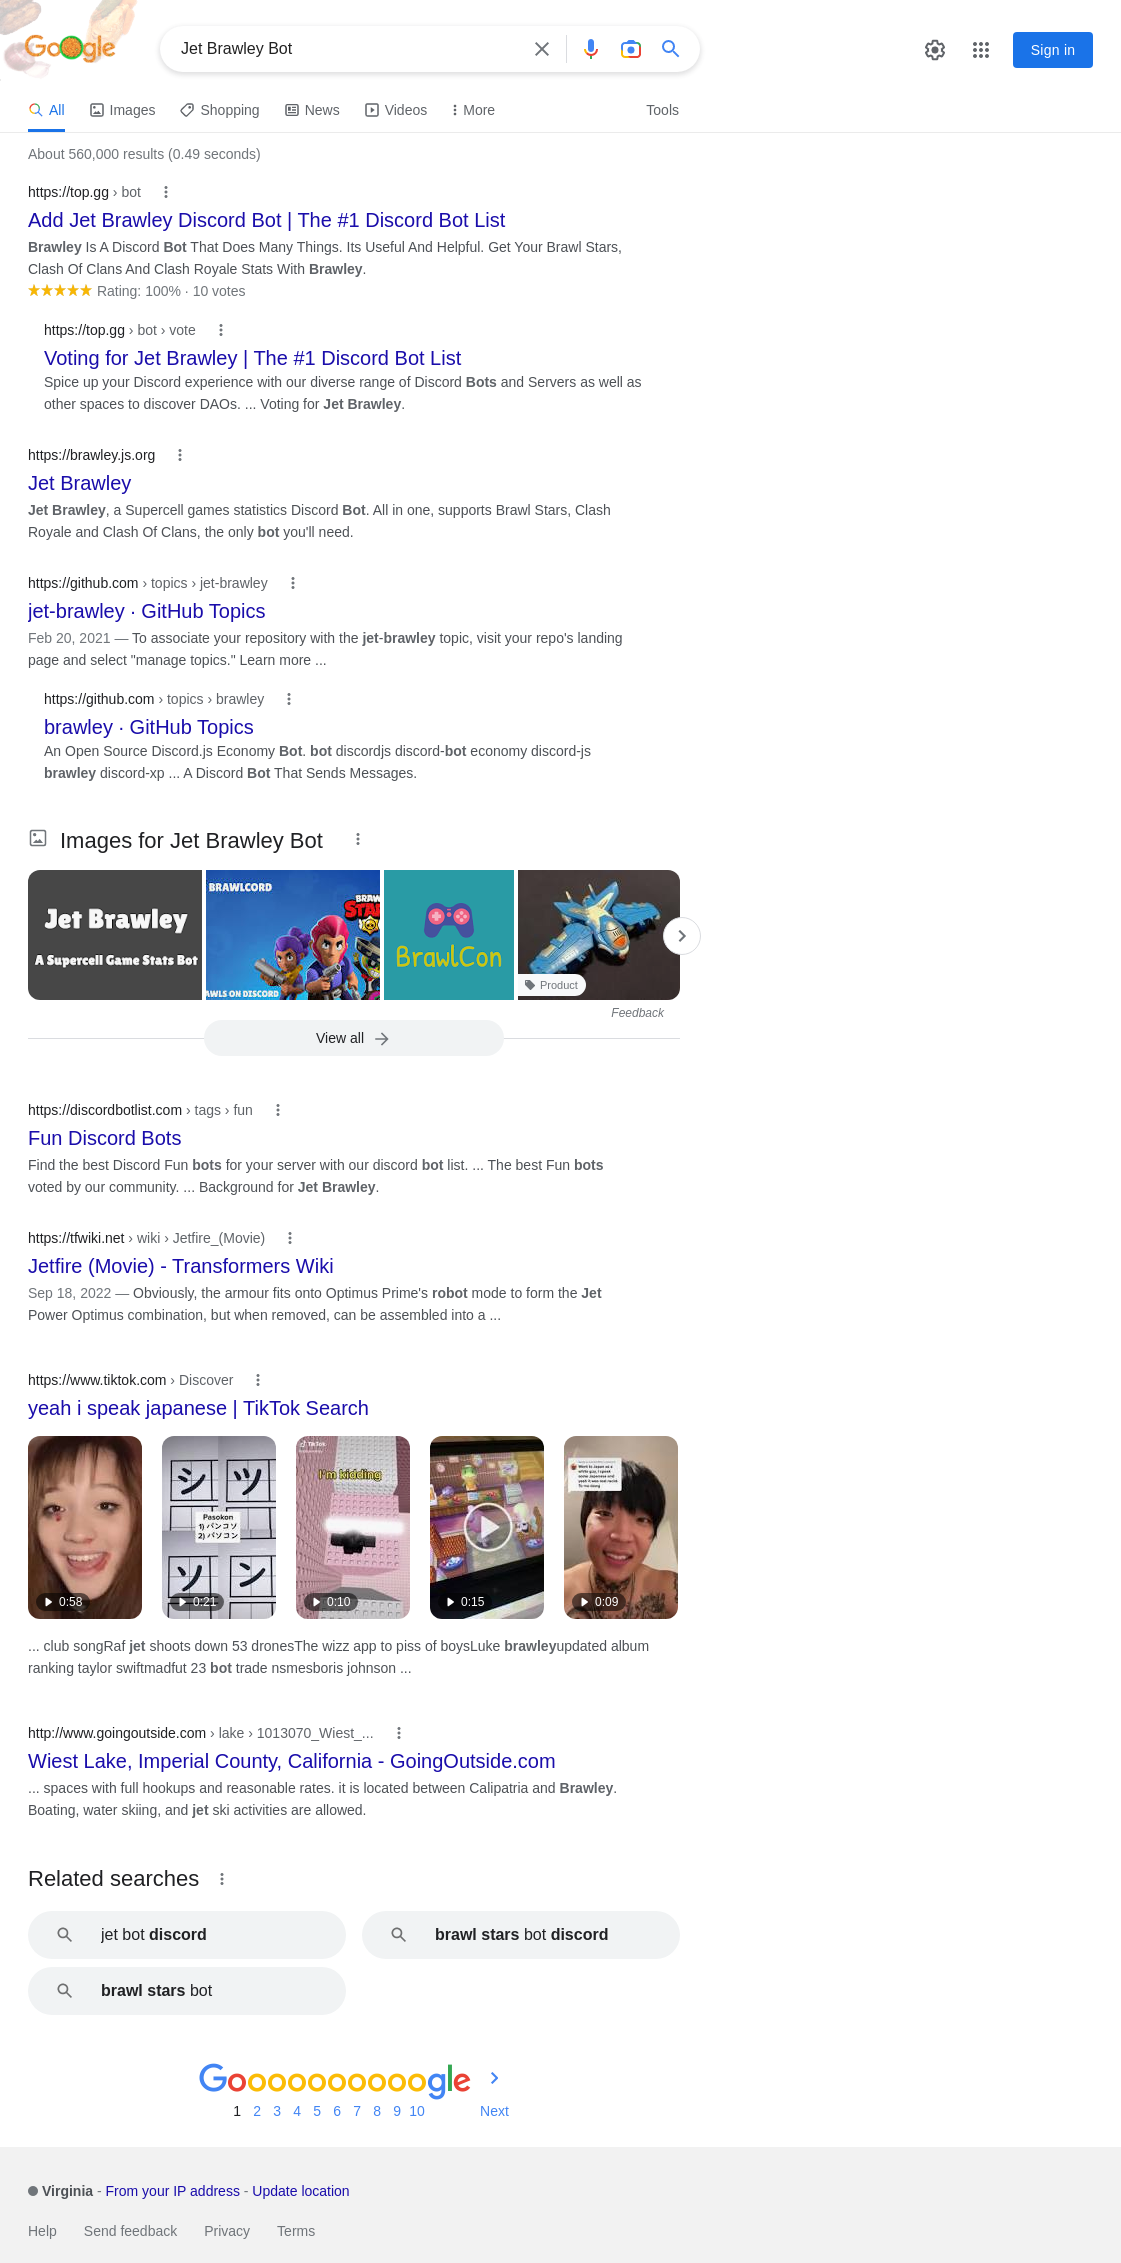 Google
Jet Brawley Bot
Sign in
All
Images
Shopping
News
Videos
More
Tools
About 560,000 results (0.49 seconds)
https://top.gg › bot
Add Jet Brawley Discord Bot | The #1 Discord Bot List
Brawley Is A Discord Bot That Does Many Things. Its Useful And Helpful. Get Your Brawl Stars,
Clash Of Clans And Clash Royale Stats With Brawley.
Rating: 100% · 10 votes
https://top.gg › bot › vote
Voting for Jet Brawley | The #1 Discord Bot List
Spice up your Discord experience with our diverse range of Discord Bots and Servers as well as
other spaces to discover DAOs. ... Voting for Jet Brawley.
https://brawley.js.org
Jet Brawley
Jet Brawley, a Supercell games statistics Discord Bot. All in one, supports Brawl Stars, Clash
Royale and Clash Of Clans, the only bot you'll need.
https://github.com › topics › jet-brawley
jet-brawley · GitHub Topics
Feb 20, 2021 — To associate your repository with the jet-brawley topic, visit your repo's landing
page and select "manage topics." Learn more ...
https://github.com › topics › brawley
brawley · GitHub Topics
An Open Source Discord.js Economy Bot. bot discordjs discord-bot economy discord-js
brawley discord-xp ... A Discord Bot That Sends Messages.
Images for Jet Brawley Bot
Jet Brawley
A Supercell Game Stats Bot
BRAWLCORD
AWLS ON DISCORD
BrawlCon
Product
Feedback
View all
https://discordbotlist.com › tags › fun
Fun Discord Bots
Find the best Discord Fun bots for your server with our discord bot list. ... The best Fun bots
voted by our community. ... Background for Jet Brawley.
https://tfwiki.net › wiki › Jetfire_(Movie)
Jetfire (Movie) - Transformers Wiki
Sep 18, 2022 — Obviously, the armour fits onto Optimus Prime's robot mode to form the Jet
Power Optimus combination, but when removed, can be assembled into a ...
https://www.tiktok.com › Discover
yeah i speak japanese | TikTok Search
シ ツ
Pasokon
1) パンコソ
2) パソコン
ソ ン
TikTok
I'm kidding
0:58
0:21
0:10
0:15
0:09
... club songRaf jet shoots down 53 dronesThe wizz app to piss of boysLuke brawleyupdated album
ranking taylor swiftmadfut 23 bot trade nsmesboris johnson ...
http://www.goingoutside.com › lake › 1013070_Wiest_...
Wiest Lake, Imperial County, California - GoingOutside.com
... spaces with full hookups and reasonable rates. it is located between Calipatria and Brawley.
Boating, water skiing, and jet ski activities are allowed.
Related searches
jet bot discord
brawl stars bot discord
brawl stars bot
Goooooooooogle
1 2 3 4 5 6 7 8 9 10 Next
Virginia - From your IP address - Update location
Help
Send feedback
Privacy
Terms